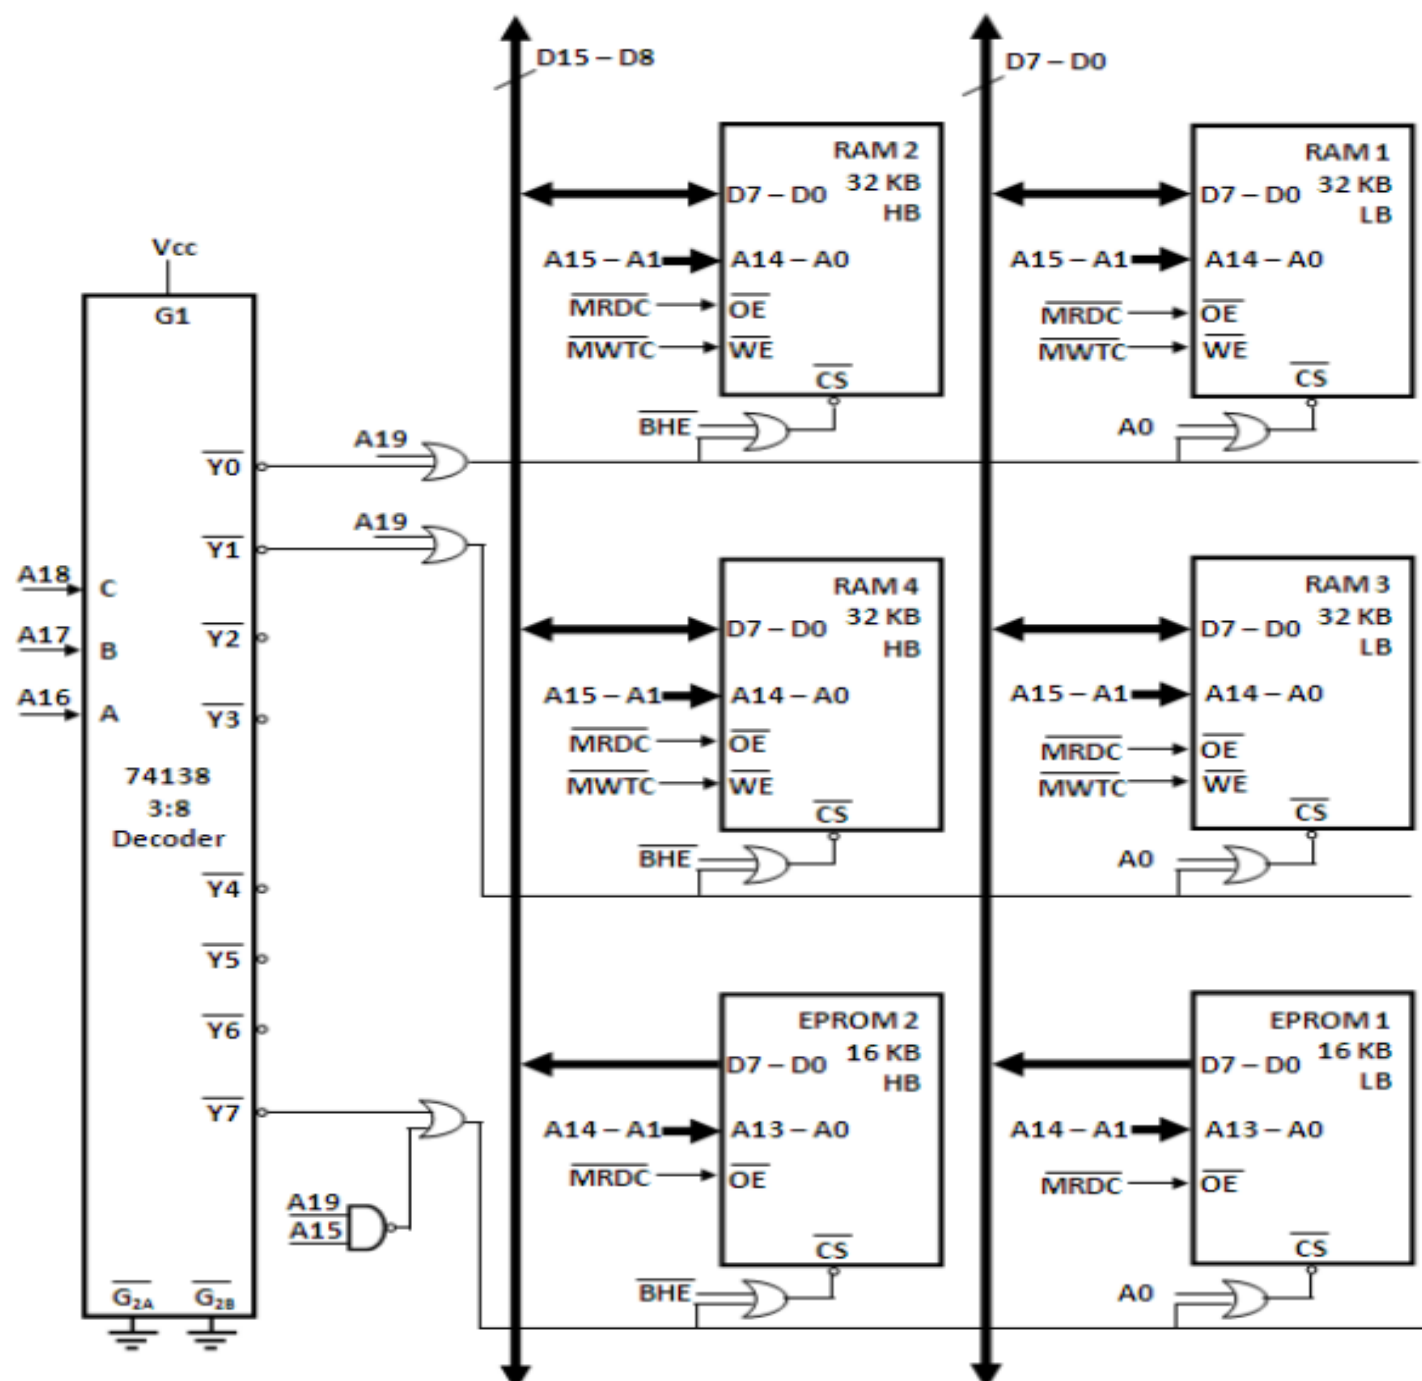 D15 – D8
D7 – D0
RAM 2
32 KB
HB
D7 – D0
A15 – A1
A14 – A0
MRDC
OE
MWTC
WE
CS
BHE
RAM 1
32 KB
LB
D7 – D0
A15 – A1
A14 – A0
MRDC
OE
MWTC
WE
CS
A0
Vcc
G1
Y0
A19
Y1
A19
A18
C
A17
B
A16
A
Y2
Y3
74138
3:8
Decoder
Y4
Y5
Y6
Y7
A19
A15
G2A
G2B
RAM 4
32 KB
HB
D7 – D0
A15 – A1
A14 – A0
MRDC
OE
MWTC
WE
CS
BHE
RAM 3
32 KB
LB
D7 – D0
A15 – A1
A14 – A0
MRDC
OE
MWTC
WE
CS
A0
EPROM 2
16 KB
HB
D7 – D0
A14 – A1
A13 – A0
MRDC
OE
CS
BHE
EPROM 1
16 KB
LB
D7 – D0
A14 – A1
A13 – A0
MRDC
OE
CS
A0